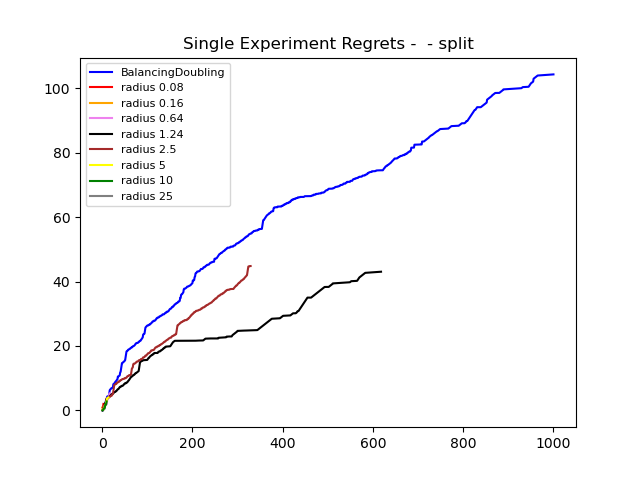 Single Experiment Regrets -  - split
BalancingDoubling
radius 0.08
radius 0.16
radius 0.64
radius 1.24
radius 2.5
radius 5
radius 10
radius 25
100
80
60
40
20
0
0 200 400 600 800 1000